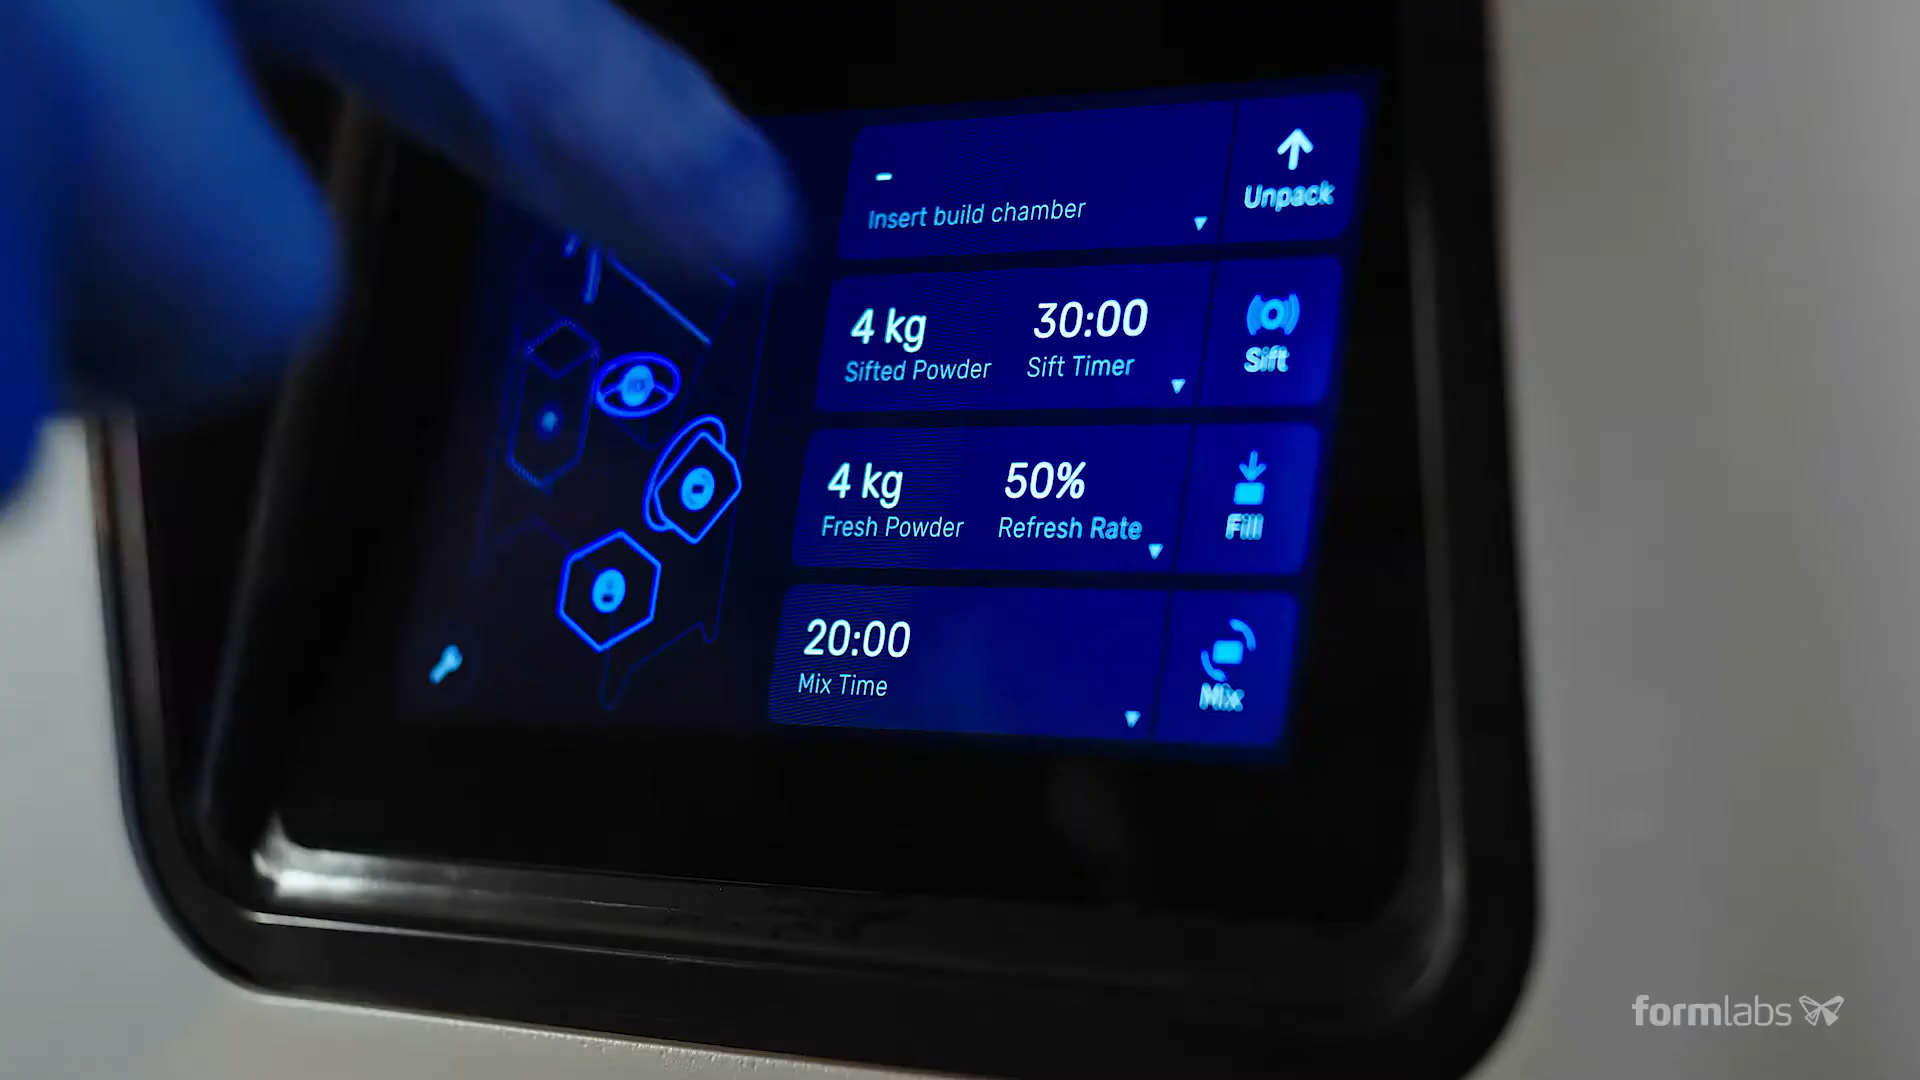 -
Insert build chamber
Unpack
4 kg
30:00
Sifted Powder
Sift Timer
Sift
4 kg
50%
Fresh Powder
Refresh Rate
Fill
20:00
Mix Time
Mix
formlabs